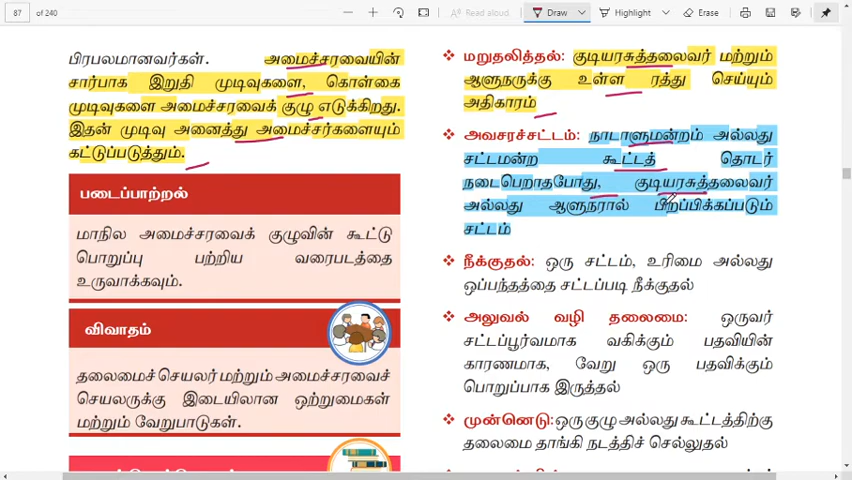 87 of 240
Read aloud
Draw
Highlight
Erase
பிரபலமானவர்கள். அமைச்சரவையின்
சார்பாக இறுதி முடிவுகளை, கொள்கை
முடிவுகளை அமைச்சரவைக் குழு எடுக்கிறது.
இதன் முடிவு அனைத்து அமைச்சர்களையும்
கட்டுப்படுத்தும்.
படைப்பாற்றல்
மாநில அமைச்சரவைக் குழுவின் கூட்டு
பொறுப்பு பற்றிய வரைபடத்தை
உருவாக்கவும்.
விவாதம்
தலைமைச் செயலர் மற்றும் அமைச்சரவைச்
செயலருக்கு இடையிலான ஒற்றுமைகள்
மற்றும் வேறுபாடுகள்.
❖ மறுதலித்தல்: குடியரசுத்தலைவர் மற்றும்
ஆளுநருக்கு உள்ள ரத்து செய்யும்
அதிகாரம்
❖ அவசரச்சட்டம்: நாடாளுமன்றம் அல்லது
சட்டமன்ற கூட்டத் தொடர்
நடைபெறாதபோது, குடியரசுத்தலைவர்
அல்லது ஆளுநரால் பிறப்பிக்கப்படும்
சட்டம்
❖ நீக்குதல்: ஒரு சட்டம், உரிமை அல்லது
ஒப்பந்தத்தை சட்டப்படி நீக்குதல்
❖ அலுவல் வழி தலைமை: ஒருவர்
சட்டப்பூர்வமாக வகிக்கும் பதவியின்
காரணமாக, வேறு ஒரு பதவிக்கும்
பொறுப்பாக இருத்தல்
❖ முன்னெடு:ஒரு குழு அல்லது கூட்டத்திற்கு
தலைமை தாங்கி நடத்திச் செல்லுதல்